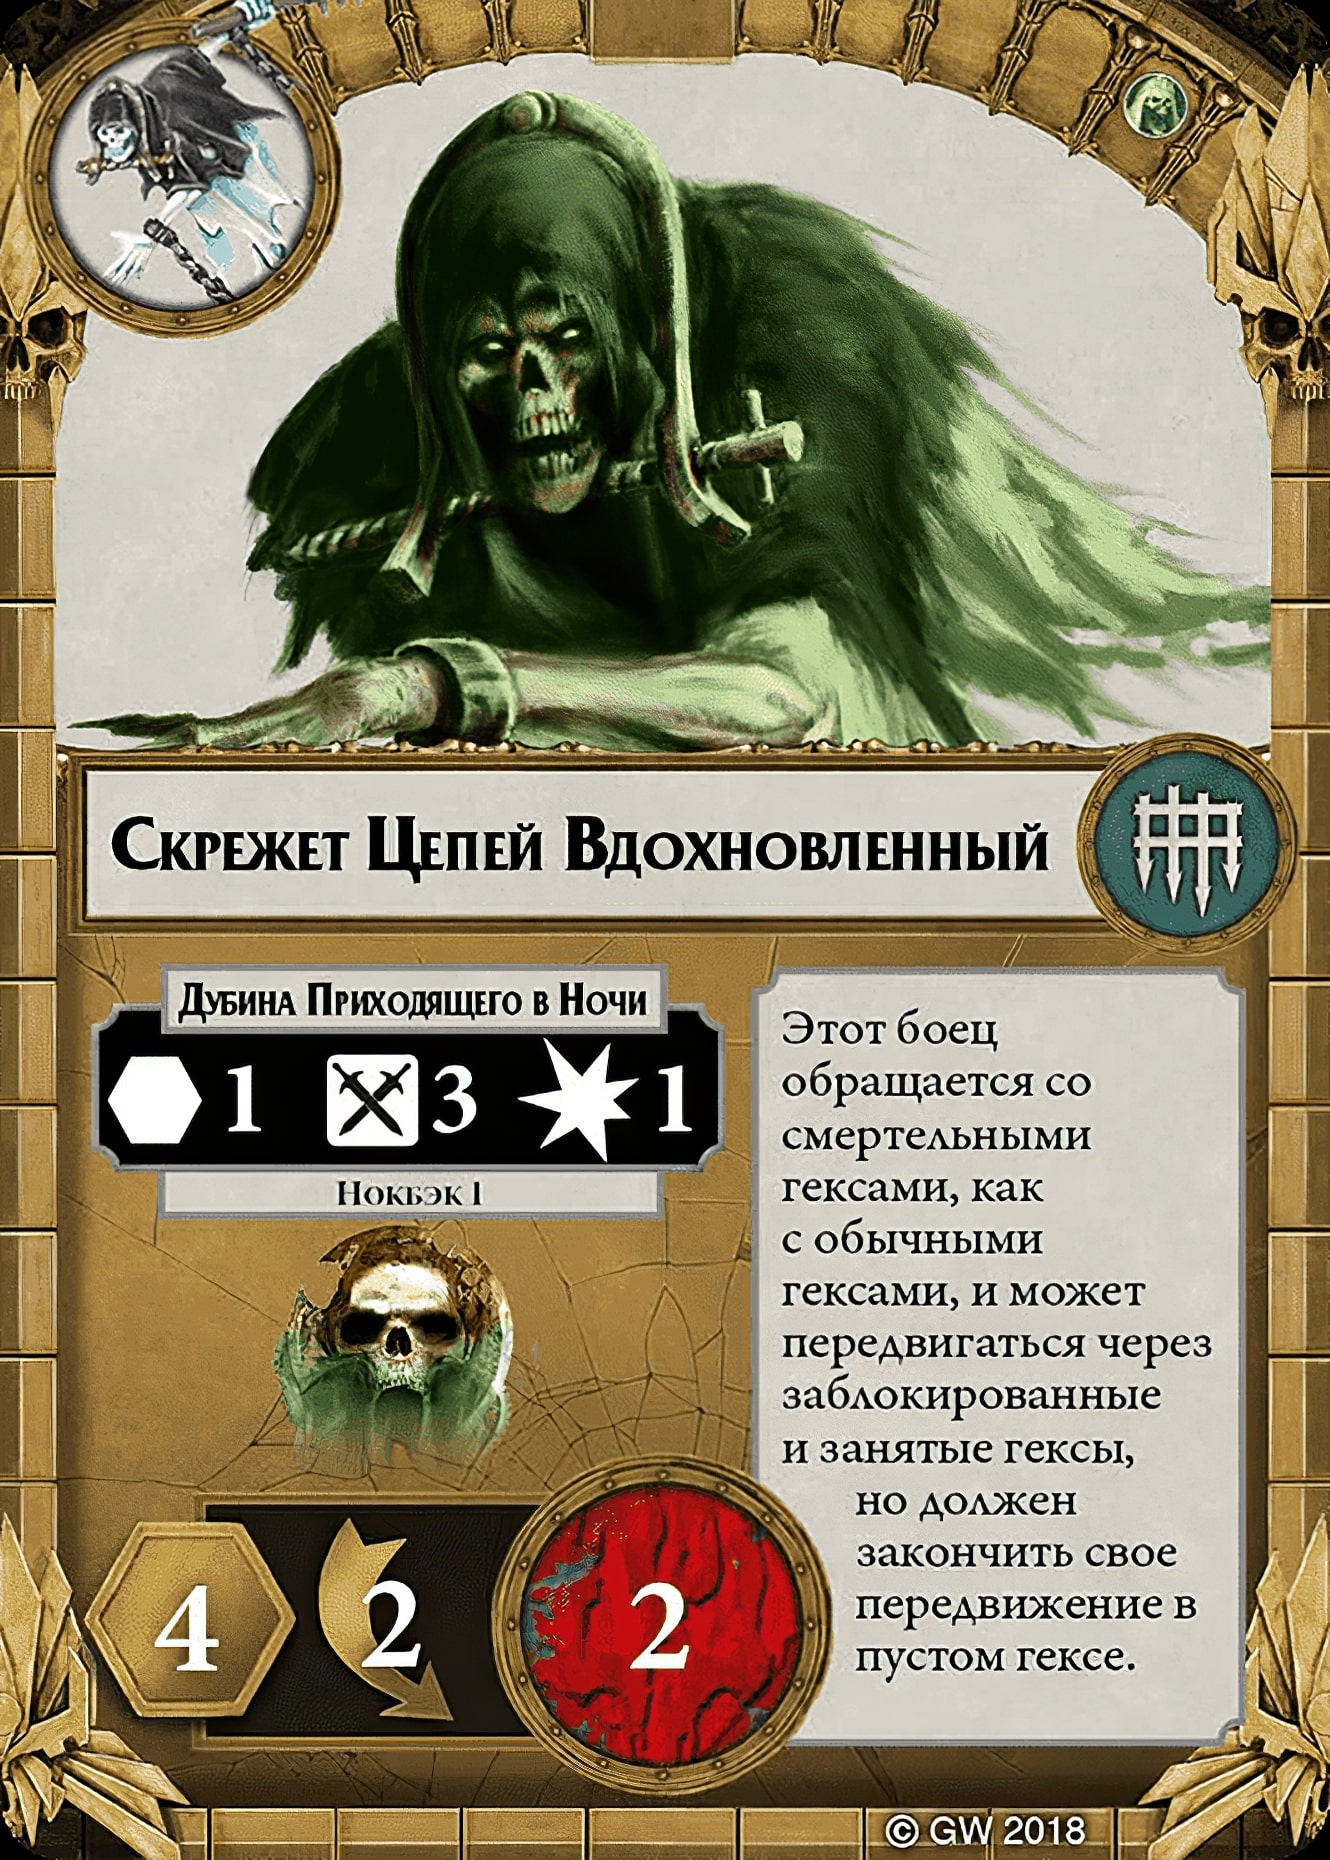 Скрежет Цепей Вдохновленный
Дубина Приходящего в Ночи
1 3 1
Нокбэк 1
Этот боец
обращается со
смертельными
гексами, как
с обычными
гексами, и может
передвигаться через
заблокированные
и занятые гексы,
но должен
закончить свое
передвижение в
пустом гексе.
4 2 2
© GW 2018